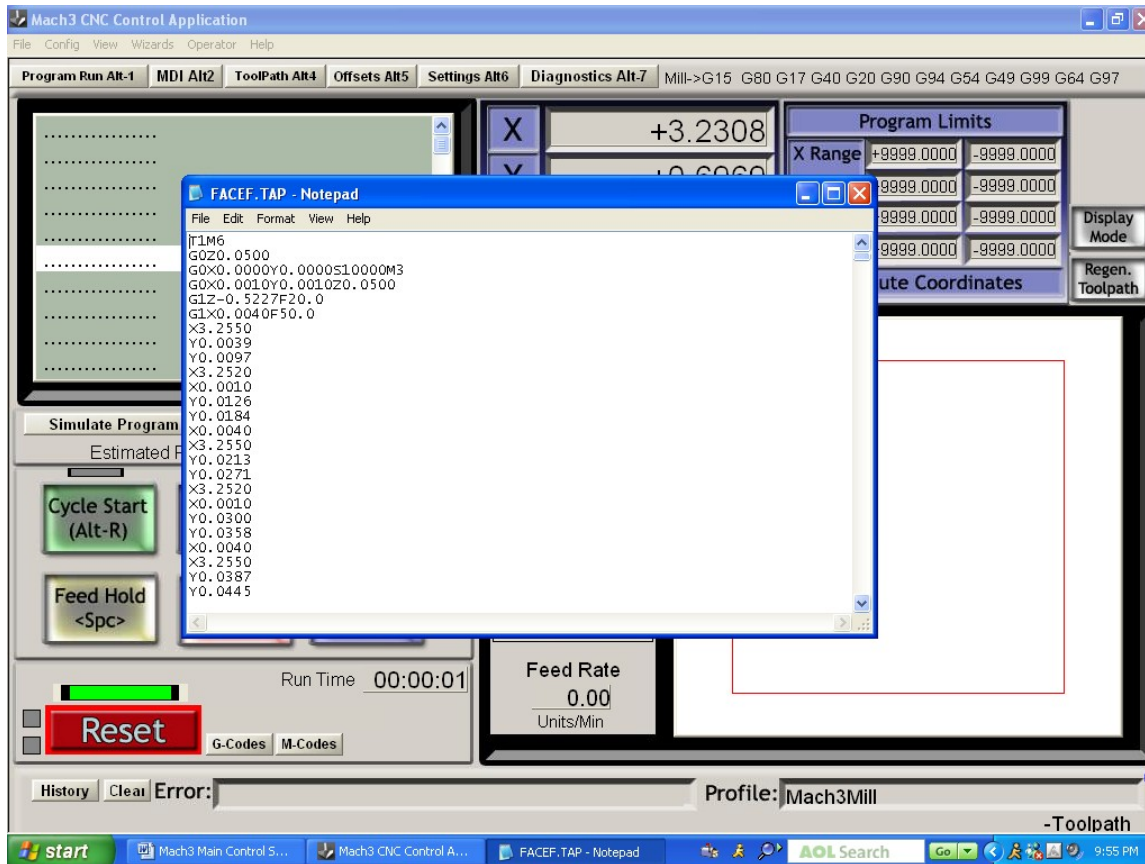 Mach3 CNC Control Application
File Config View Wizards Operator Help
Program Run Alt-1 MDI Alt2 ToolPath Alt4 Offsets Alt5 Settings Alt6 Diagnostics Alt-7 Mill->G15 G80 G17 G40 G20 G90 G94 G54 G49 G99 G64 G97
X +3.2308
Program Limits
X Range +9999.0000 -9999.0000
-9999.0000
-9999.0000
-9999.0000
Display
Mode
Regen.
Toolpath
FACEF.TAP - Notepad
File Edit Format View Help
T1M6
G0Z0.0500
G0X0.0000Y0.0000S10000M3
G0X0.0010Y0.0010Z0.0500
G1Z-0.5227F20.0
G1X0.0040F50.0
X3.2550
Y0.0039
Y0.0097
X3.2520
X0.0010
Y0.0126
Y0.0184
X0.0040
X3.2550
Y0.0213
Y0.0271
X3.2520
X0.0010
Y0.0300
Y0.0358
X0.0040
X3.2550
Y0.0387
Y0.0445
Simulate Program
Estimated
Cycle Start
(Alt-R)
Feed Hold
<Spc>
Run Time 00:00:01
Reset
G-Codes M-Codes
Feed Rate
0.00
Units/Min
History Clear Error:
Profile: Mach3Mill
-Toolpath
start Mach3 Main Control S... Mach3 CNC Control A... FACEF.TAP - Notepad AOL Search Go 9:55 PM